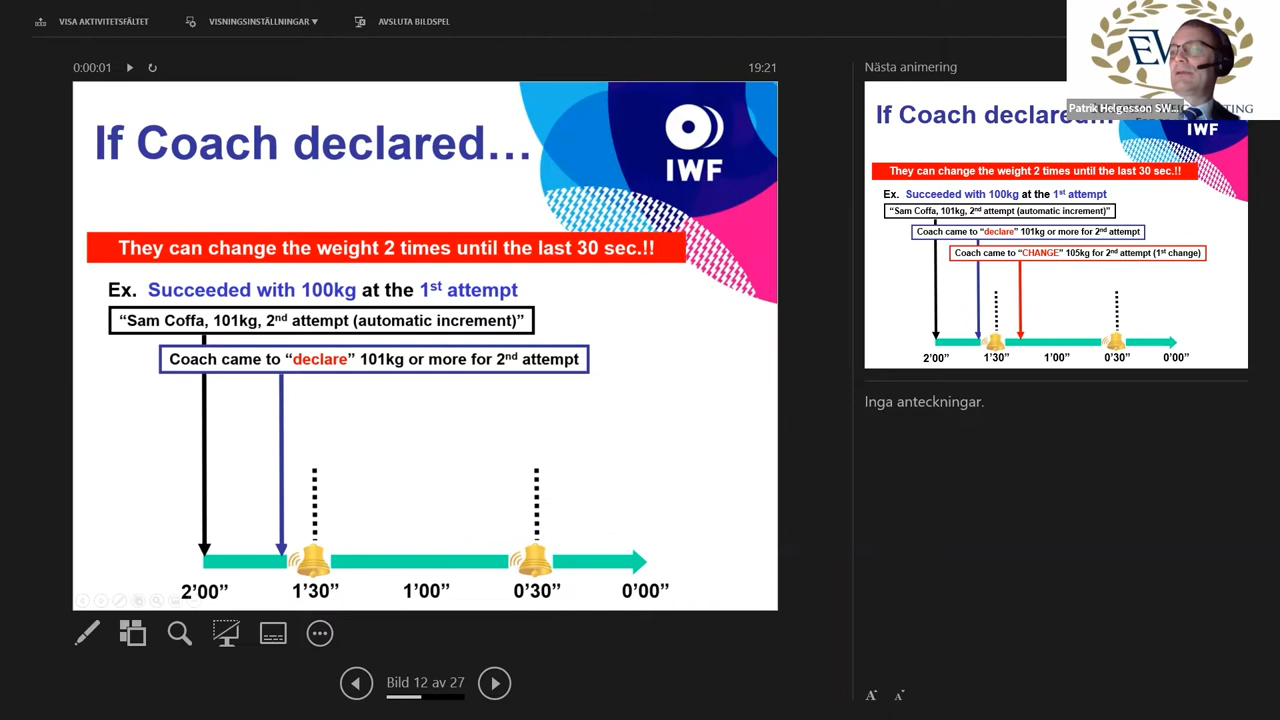 VISA AKTIVITETSFÄLTET
VISNINGSINSTÄLLNINGAR ▼
AVSLUTA BILDSPEL
0:00:01
19:21
If Coach declared…
IWF
They can change the weight 2 times until the last 30 sec.!!
Ex. Succeeded with 100kg at the 1st attempt
“Sam Coffa, 101kg, 2nd attempt (automatic increment)”
Coach came to “declare” 101kg or more for 2nd attempt
2’00” 1’30” 1’00” 0’30” 0’00”
Bild 12 av 27
Nästa animering
Patrik Helgesson SW...
If Coach declared…
IWF
They can change the weight 2 times until the last 30 sec.!!
Ex. Succeeded with 100kg at the 1st attempt
“Sam Coffa, 101kg, 2nd attempt (automatic increment)”
Coach came to “declare” 101kg or more for 2nd attempt
Coach came to “CHANGE” 105kg for 2nd attempt (1st change)
2’00” 1’30” 1’00” 0’30” 0’00”
Inga anteckningar.
A A